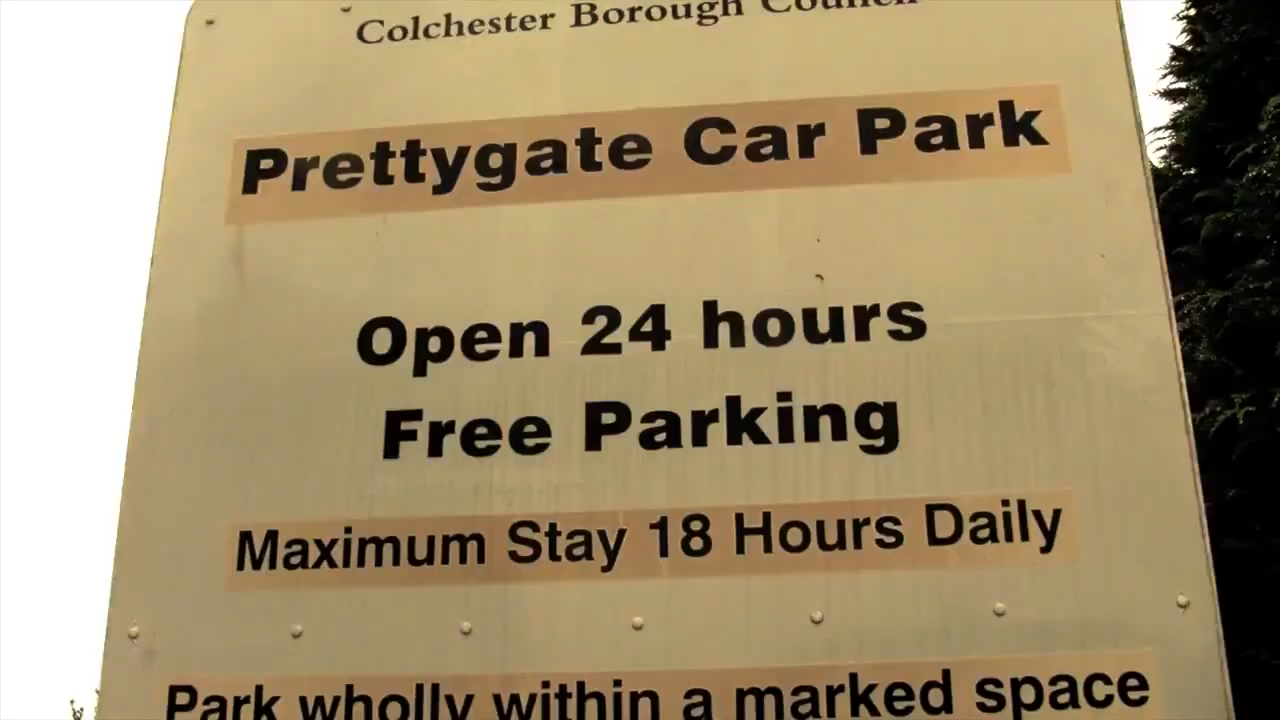 Colchester Borough Council
Prettygate Car Park
Open 24 hours
Free Parking
Maximum Stay 18 Hours Daily
Park wholly within a marked space